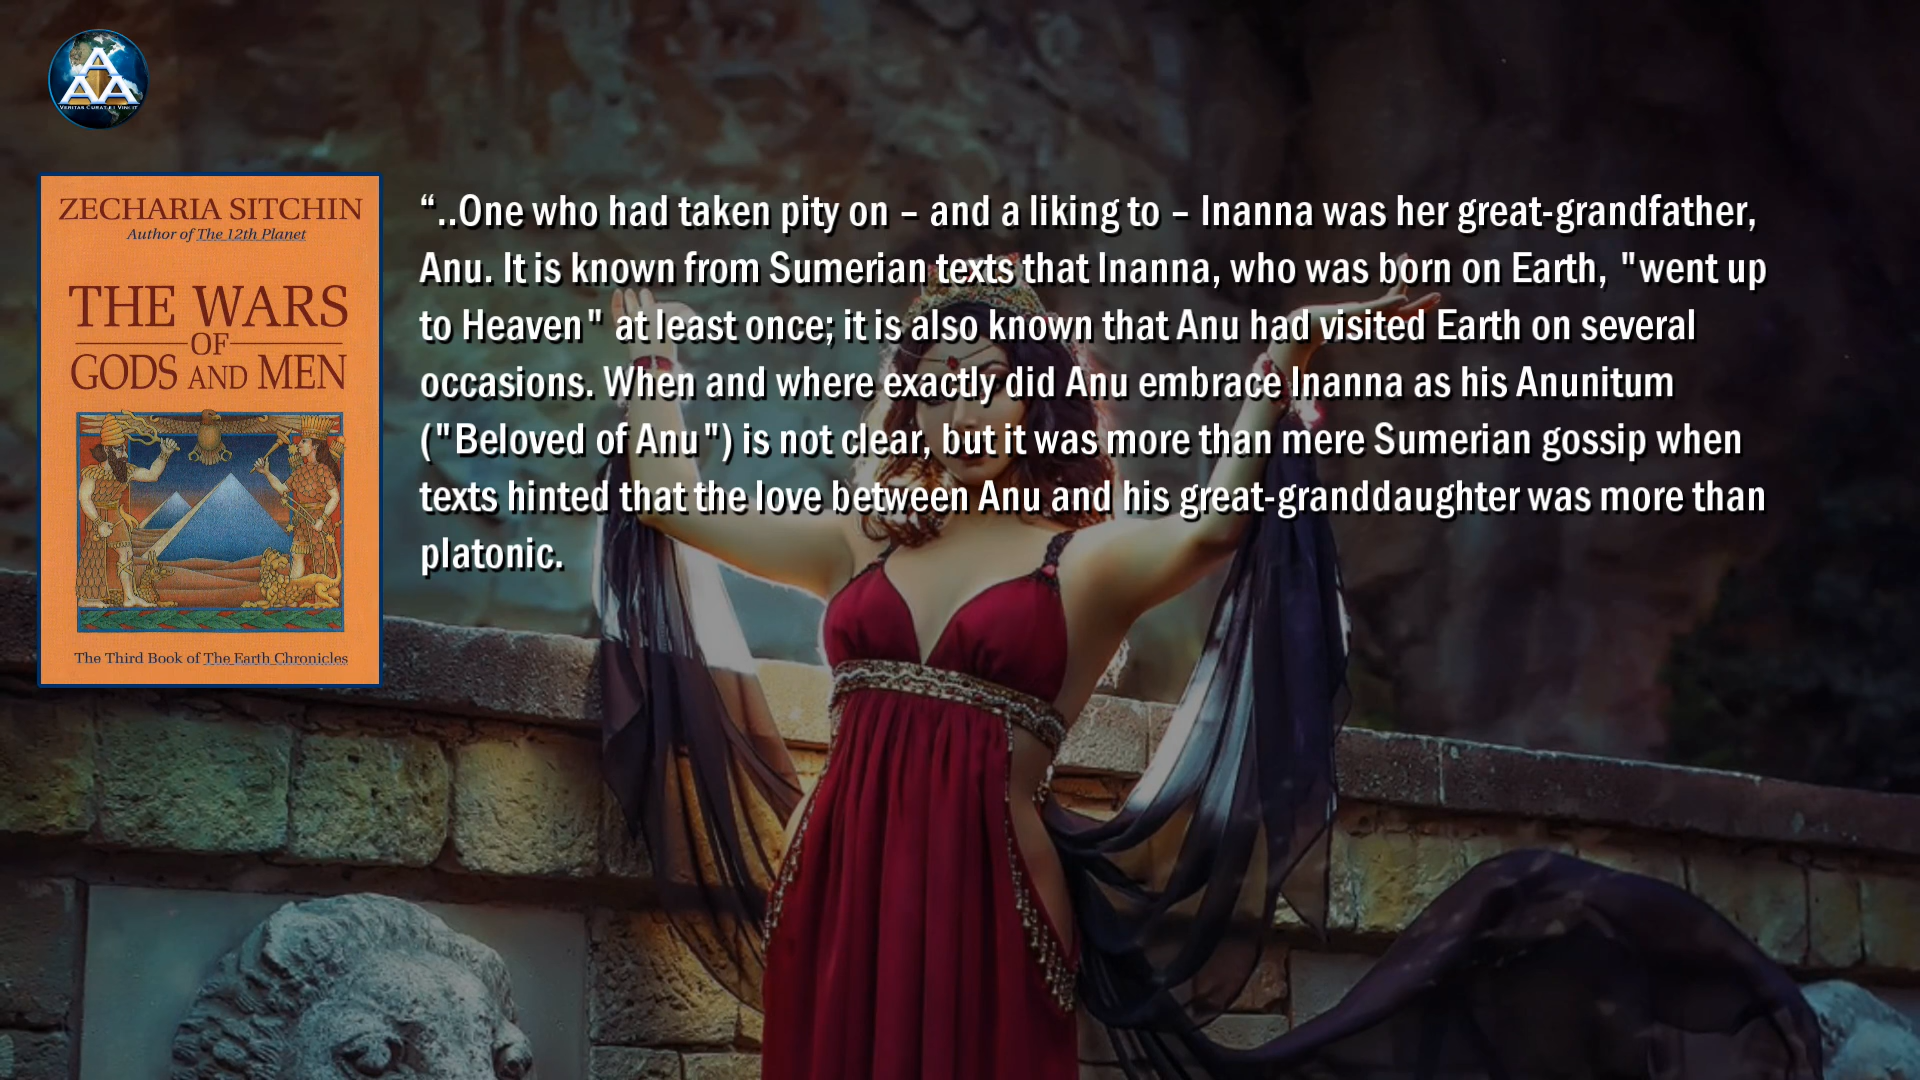 A
A A
VERITAS CURAT ET VINCIT
ZECHARIA SITCHIN
Author of The 12th Planet
THE WARS
OF
GODS AND MEN
The Third Book of The Earth Chronicles
“..One who had taken pity on – and a liking to – Inanna was her great-grandfather,
Anu. It is known from Sumerian texts that Inanna, who was born on Earth, "went up
to Heaven" at least once; it is also known that Anu had visited Earth on several
occasions. When and where exactly did Anu embrace Inanna as his Anunitum
("Beloved of Anu") is not clear, but it was more than mere Sumerian gossip when
texts hinted that the love between Anu and his great-granddaughter was more than
platonic.